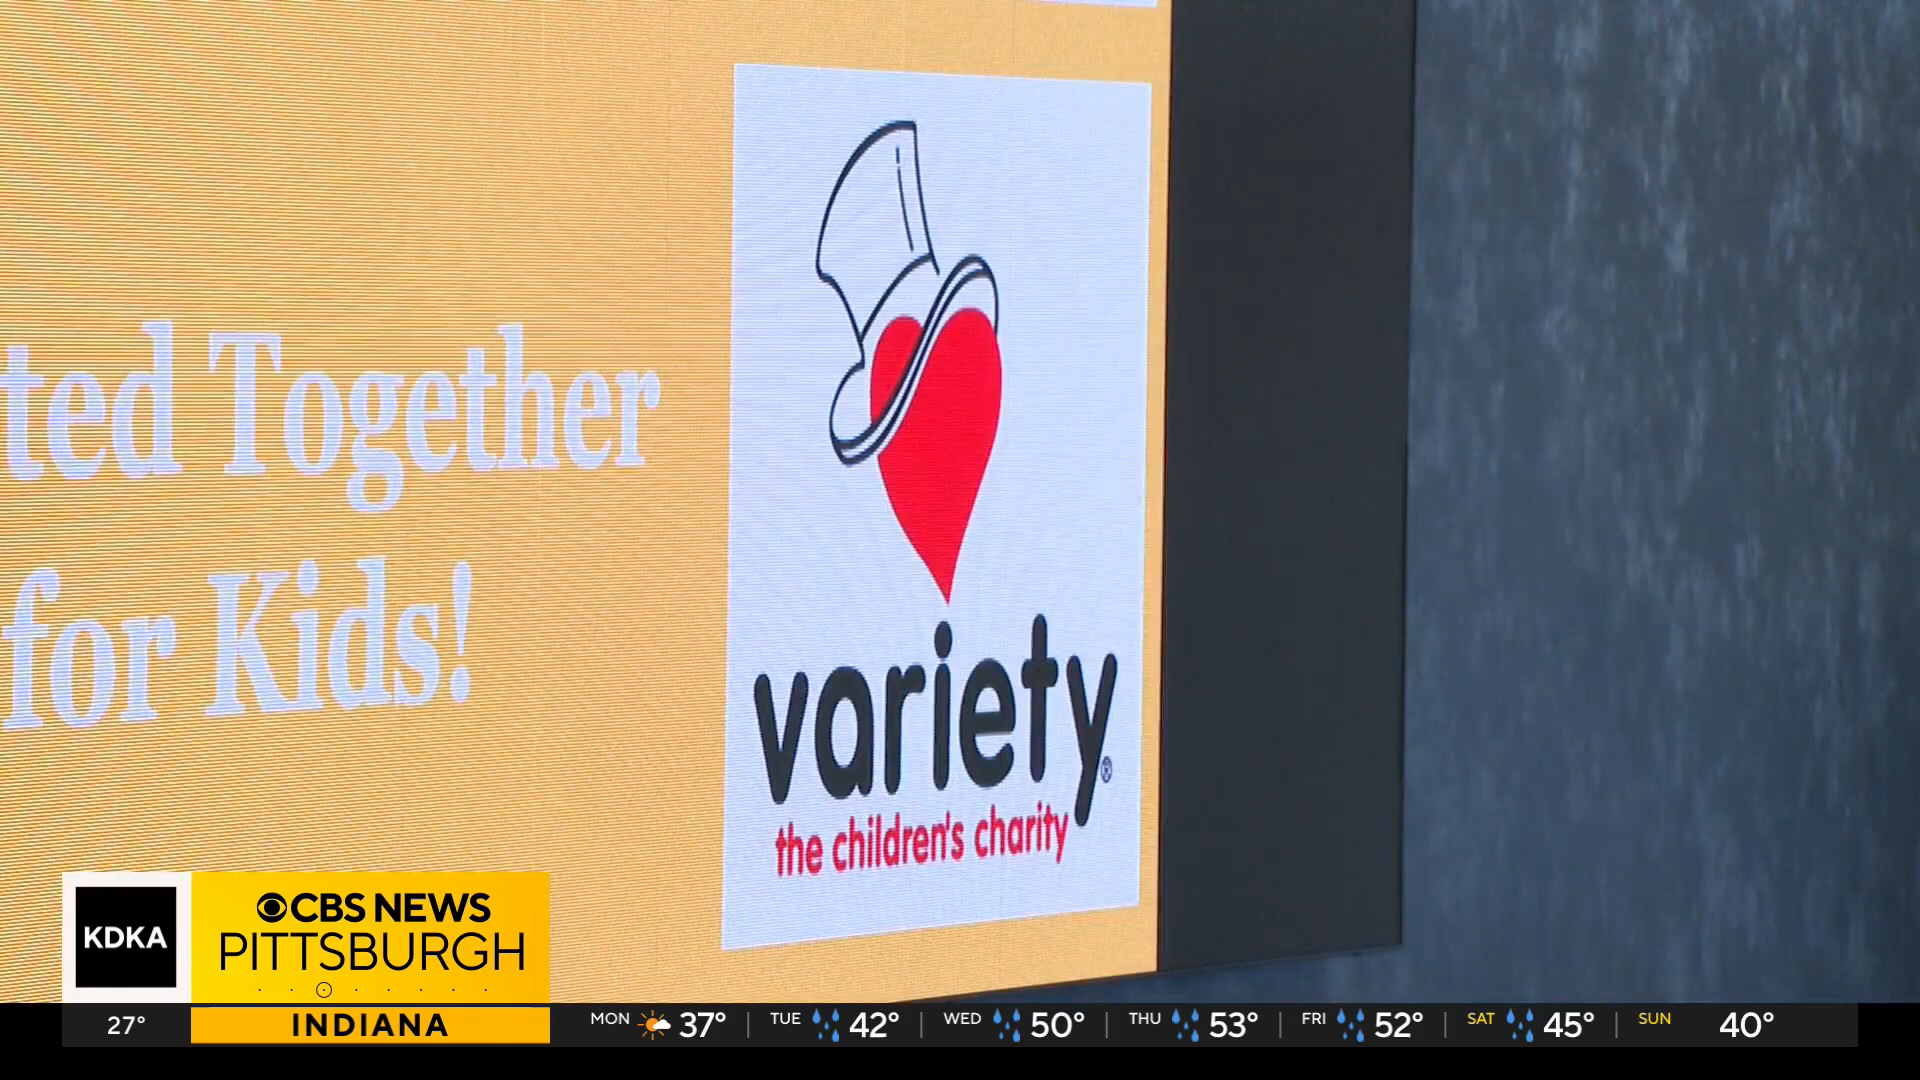 ted Together
for Kids!
variety®
the children's charity
KDKA
CBS NEWS
PITTSBURGH
27° INDIANA MON 37° TUE 42° WED 50° THU 53° FRI 52° SAT 45° SUN 40°